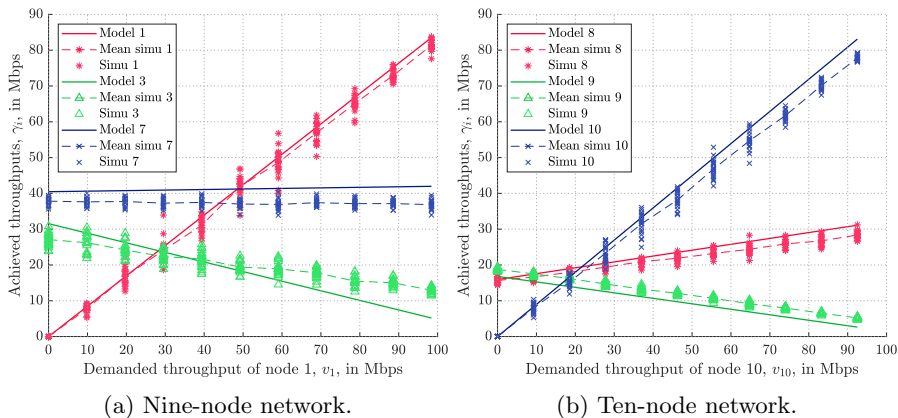 90
80
70
60
50
40
30
20
10
0
Achieved throughputs, γi, in Mbps
Model 1
Mean simu 1
Simu 1
Model 3
Mean simu 3
Simu 3
Model 7
Mean simu 7
Simu 7
0 10 20 30 40 50 60 70 80 90 100
Demanded throughput of node 1, v1, in Mbps
(a) Nine-node network.
90
80
70
60
50
40
30
20
10
0
Achieved throughputs, γi, in Mbps
Model 8
Mean simu 8
Simu 8
Model 9
Mean simu 9
Simu 9
Model 10
Mean simu 10
Simu 10
0 10 20 30 40 50 60 70 80 90 100
Demanded throughput of node 10, v10, in Mbps
(b) Ten-node network.